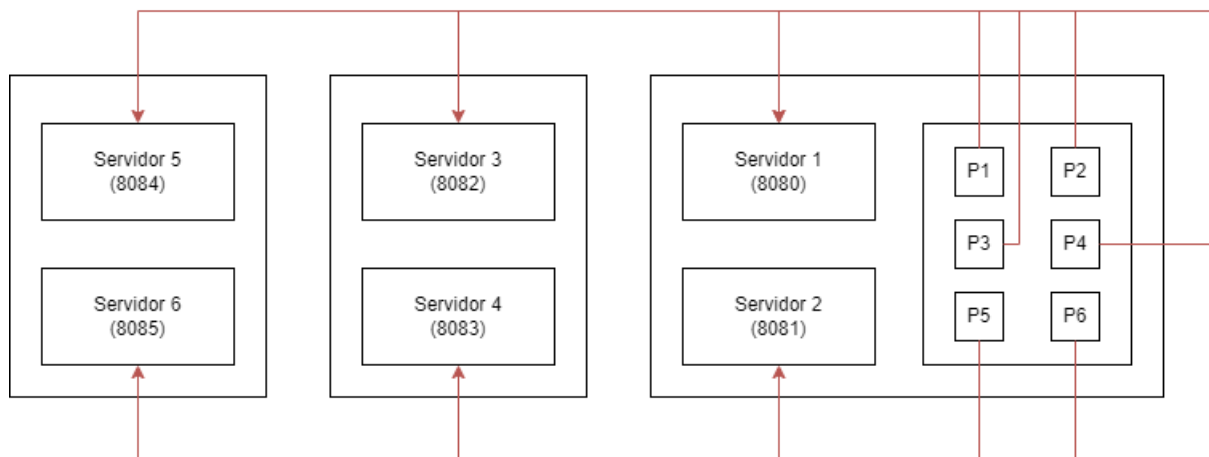 Servidor 5
(8084)
Servidor 6
(8085)
Servidor 3
(8082)
Servidor 4
(8083)
Servidor 1
(8080)
Servidor 2
(8081)
P1
P2
P3
P4
P5
P6